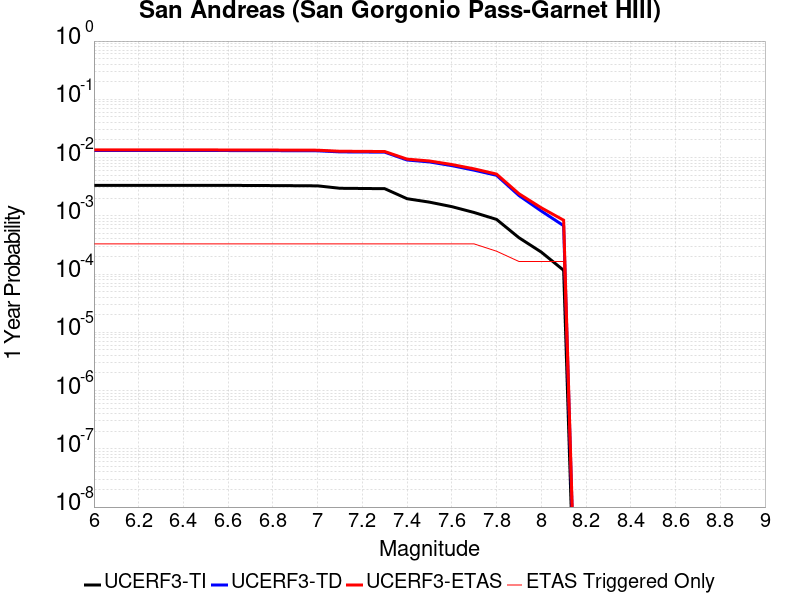 San Andreas (San Gorgonio Pass-Garnet HIll)
10^0
10^-1
10^-2
10^-3
10^-4
10^-5
10^-6
10^-7
10^-8
1 Year Probability
6 6.2 6.4 6.6 6.8 7 7.2 7.4 7.6 7.8 8 8.2 8.4 8.6 8.8 9
Magnitude
UCERF3-TI UCERF3-TD UCERF3-ETAS ETAS Triggered Only